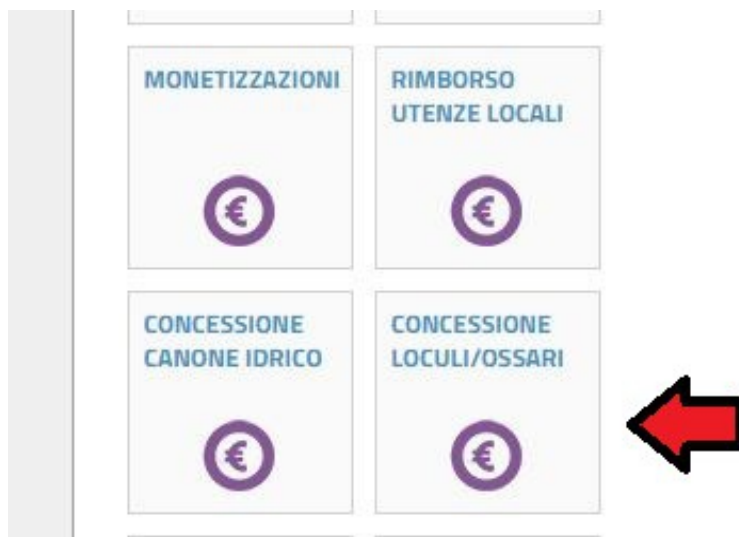 MONETIZZAZIONI
RIMBORSO
UTENZE LOCALI
€
€
CONCESSIONE
CANONE IDRICO
CONCESSIONE
LOCULI/OSSARI
€
€